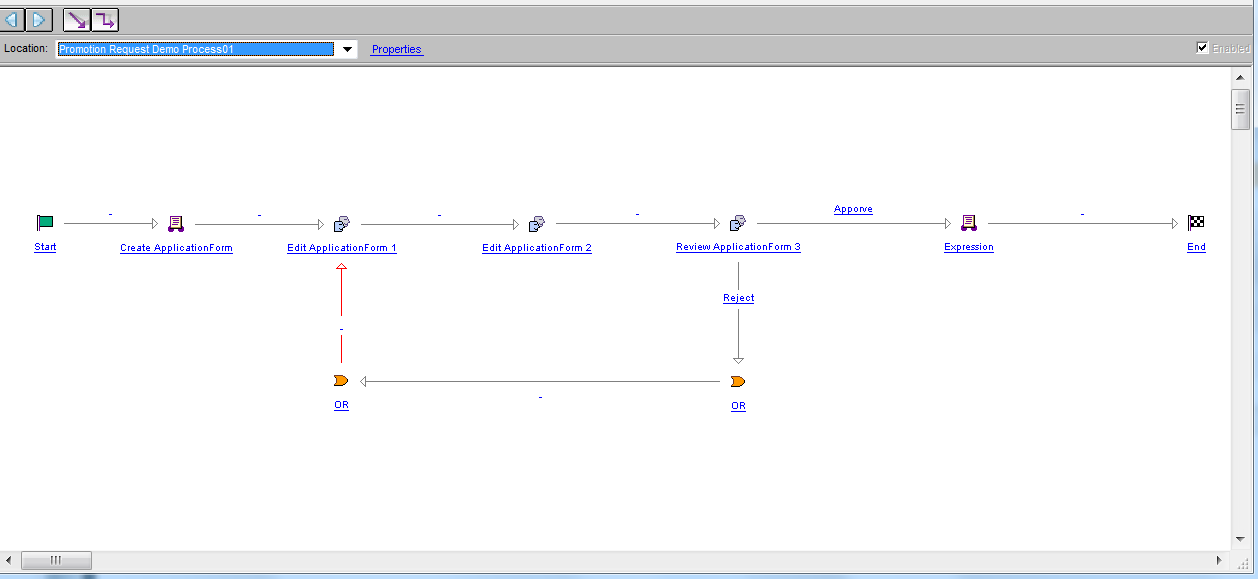 Location: Promotion Request Demo Process01 Properties Enabled
Apporve
- - - - -
Start Create ApplicationForm Edit ApplicationForm 1 Edit ApplicationForm 2 Review ApplicationForm 3 Expression End
Reject
-
-
OR OR